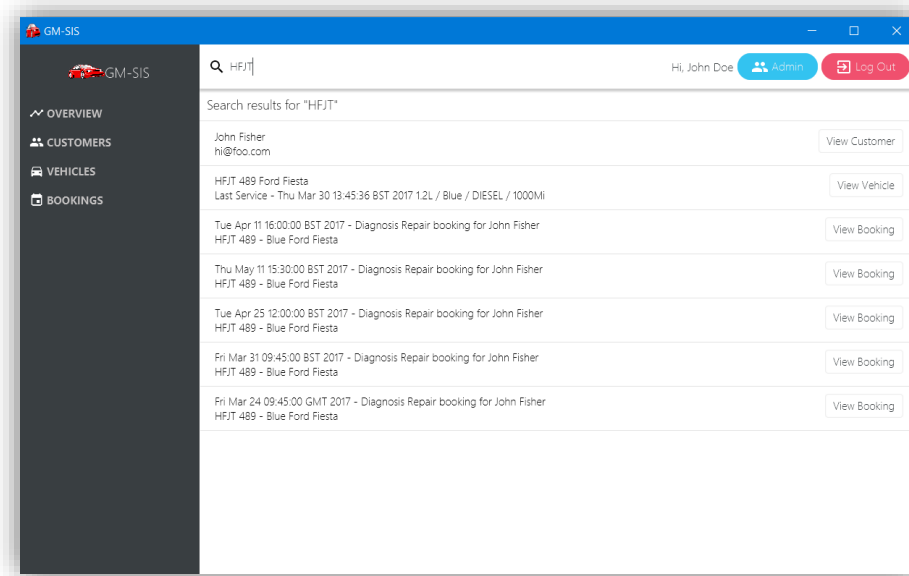 GM-SIS
GM-SIS
HFJT
Hi, John Doe
Admin
Log Out
OVERVIEW
CUSTOMERS
VEHICLES
BOOKINGS
Search results for "HFJT"
John Fisher
hi@foo.com
View Customer
HFJT 489 Ford Fiesta
Last Service - Thu Mar 30 13:45:36 BST 2017 1.2L / Blue / DIESEL / 1000Mi
View Vehicle
Tue Apr 11 16:00:00 BST 2017 - Diagnosis Repair booking for John Fisher
HFJT 489 - Blue Ford Fiesta
View Booking
Thu May 11 15:30:00 BST 2017 - Diagnosis Repair booking for John Fisher
HFJT 489 - Blue Ford Fiesta
View Booking
Tue Apr 25 12:00:00 BST 2017 - Diagnosis Repair booking for John Fisher
HFJT 489 - Blue Ford Fiesta
View Booking
Fri Mar 31 09:45:00 BST 2017 - Diagnosis Repair booking for John Fisher
HFJT 489 - Blue Ford Fiesta
View Booking
Fri Mar 24 09:45:00 GMT 2017 - Diagnosis Repair booking for John Fisher
HFJT 489 - Blue Ford Fiesta
View Booking